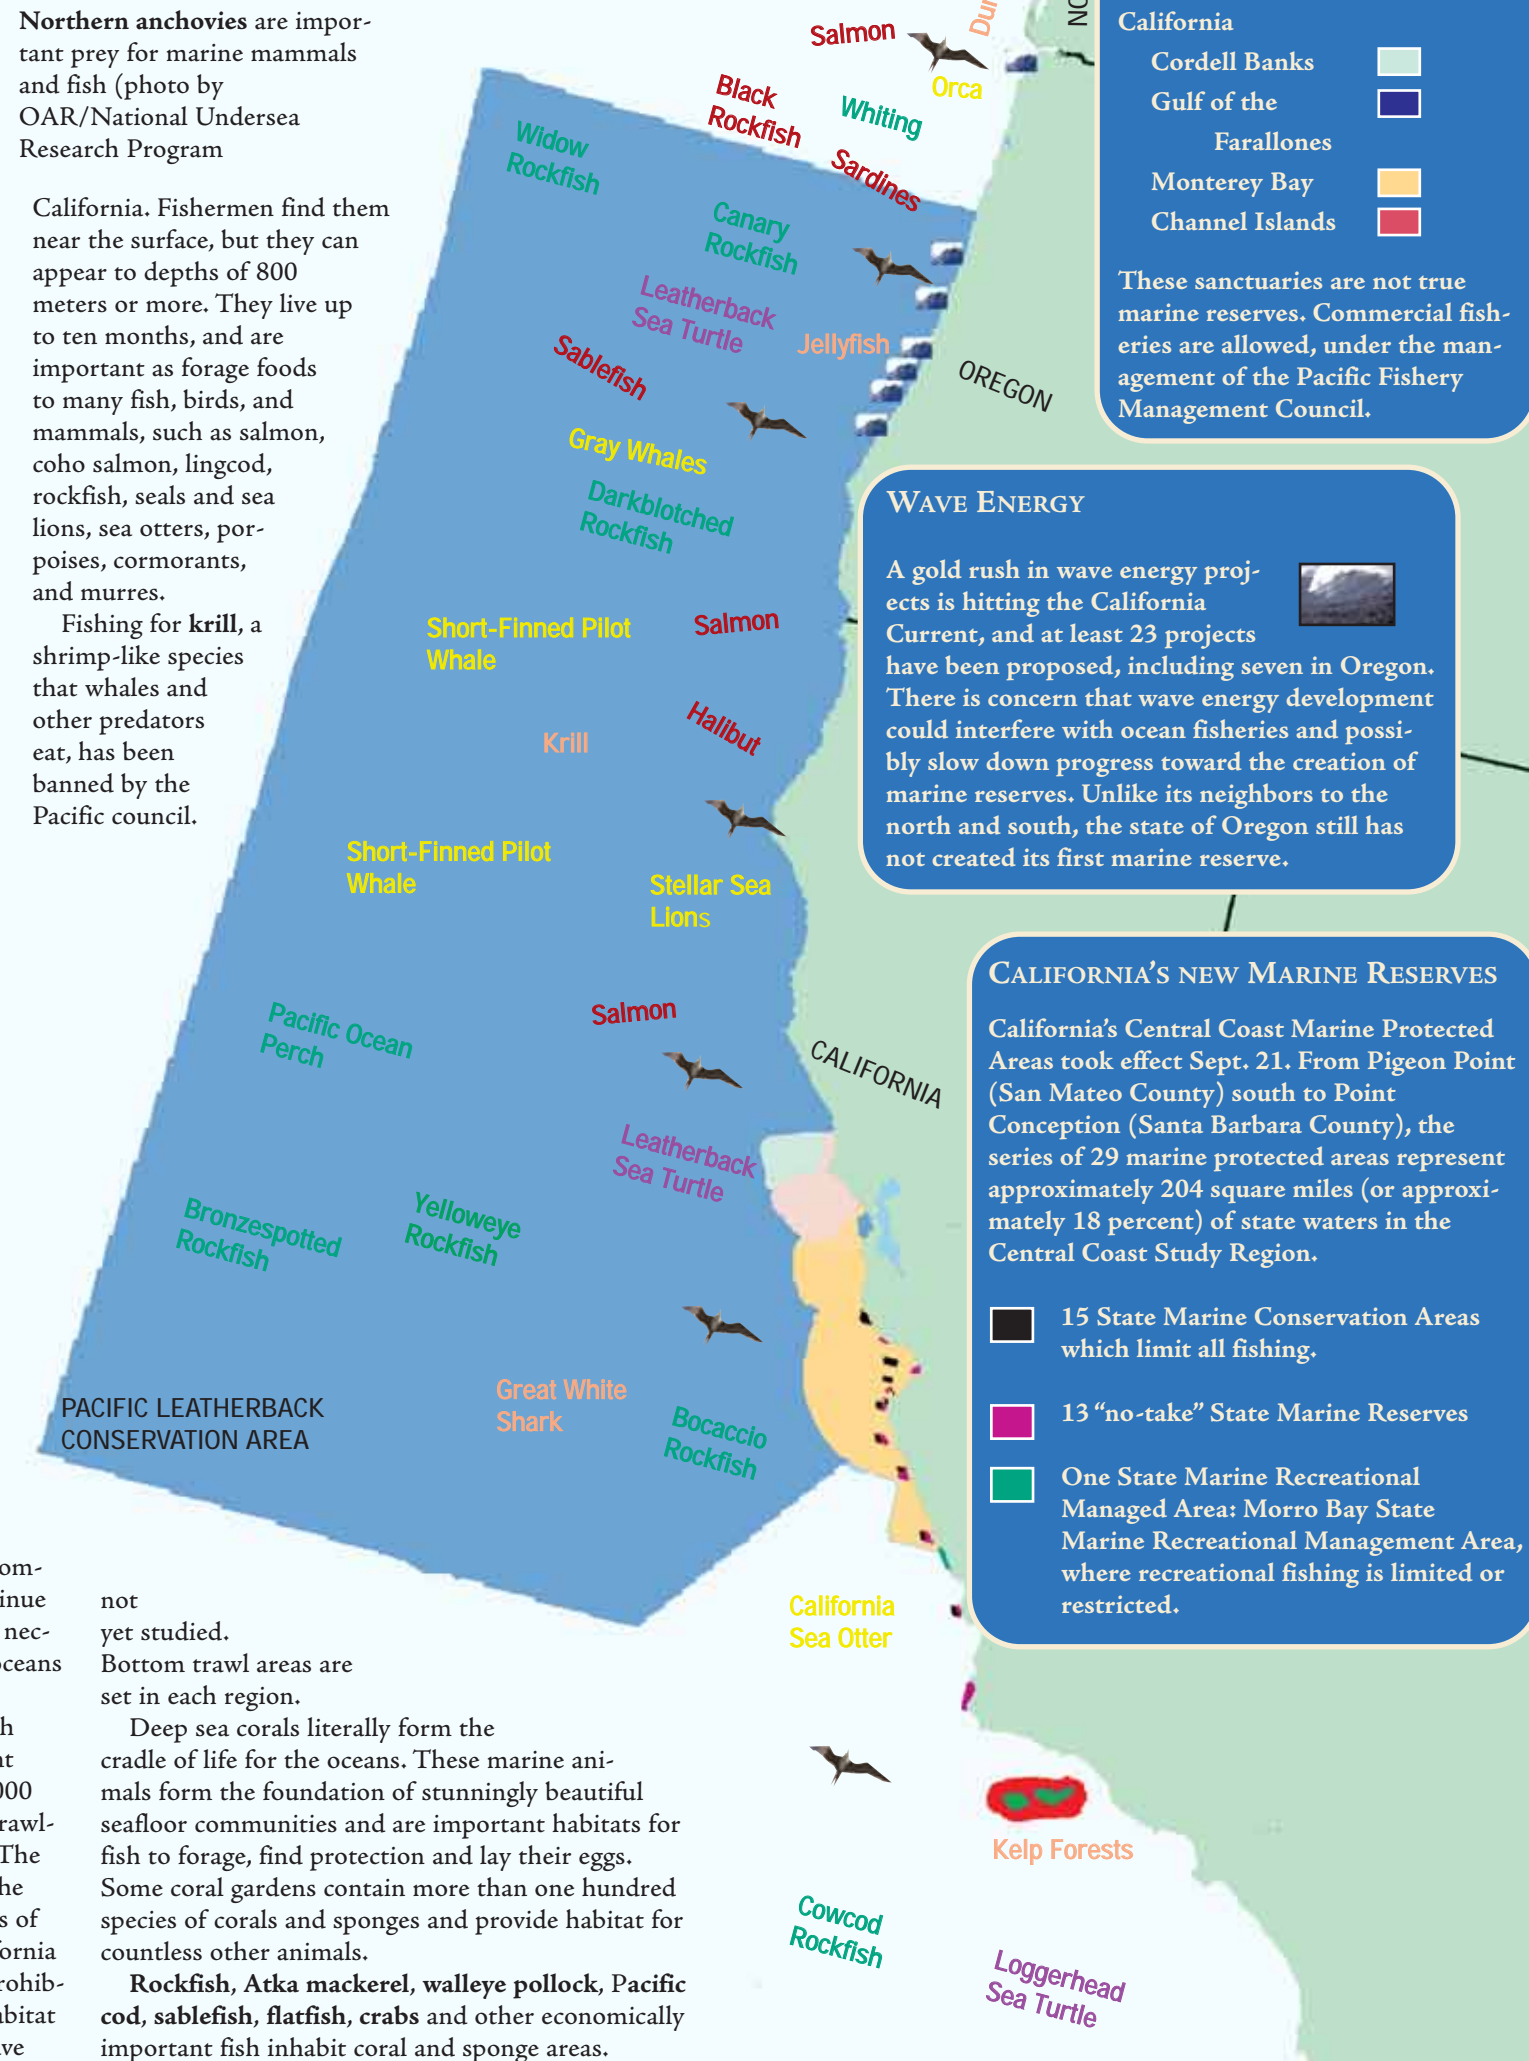 Northern anchovies are impor-
tant prey for marine mammals
and fish (photo by
OAR/National Undersea
Research Program
California. Fishermen find them
near the surface, but they can
appear to depths of 800
meters or more. They live up
to ten months, and are
important as forage foods
to many fish, birds, and
mammals, such as salmon,
coho salmon, lingcod,
rockfish, seals and sea
lions, sea otters, por-
poises, cormorants,
and murres.
Fishing for krill, a
shrimp-like species
that whales and
other predators
eat, has been
banned by the
Pacific council.
Salmon
Dun
NO
Orca
Black
Rockfish
Whiting
Sardines
Widow
Rockfish
Canary
Rockfish
Leatherback
Sea Turtle
Jellyfish
Sablefish
OREGON
Gray Whales
Darkblotched
Rockfish
Short-Finned Pilot
Whale
Salmon
Krill
Halibut
Short-Finned Pilot
Whale
Stellar Sea
Lions
Pacific Ocean
Perch
Salmon
CALIFORNIA
Leatherback
Sea Turtle
Bronzespotted
Rockfish
Yelloweye
Rockfish
PACIFIC LEATHERBACK
CONSERVATION AREA
Great White
Shark
Bocaccio
Rockfish
California
Sea Otter
Kelp Forests
Cowcod
Rockfish
Loggerhead
Sea Turtle
California
Cordell Banks
Gulf of the
Farallones
Monterey Bay
Channel Islands
These sanctuaries are not true
marine reserves. Commercial fish-
eries are allowed, under the man-
agement of the Pacific Fishery
Management Council.
WAVE ENERGY
A gold rush in wave energy proj-
ects is hitting the California
Current, and at least 23 projects
have been proposed, including seven in Oregon.
There is concern that wave energy development
could interfere with ocean fisheries and possi-
bly slow down progress toward the creation of
marine reserves. Unlike its neighbors to the
north and south, the state of Oregon still has
not created its first marine reserve.
CALIFORNIA'S NEW MARINE RESERVES
California's Central Coast Marine Protected
Areas took effect Sept. 21. From Pigeon Point
(San Mateo County) south to Point
Conception (Santa Barbara County), the
series of 29 marine protected areas represent
approximately 204 square miles (or approxi-
mately 18 percent) of state waters in the
Central Coast Study Region.
15 State Marine Conservation Areas
which limit all fishing.
13 "no-take" State Marine Reserves
One State Marine Recreational
Managed Area: Morro Bay State
Marine Recreational Management Area,
where recreational fishing is limited or
restricted.
om-
inue
nec-
oceans
h
nt
000
rawl-
The
he
s of
ornia
rohib-
abitat
ve
not
yet studied.
Bottom trawl areas are
set in each region.
Deep sea corals literally form the
cradle of life for the oceans. These marine ani-
mals form the foundation of stunningly beautiful
seafloor communities and are important habitats for
fish to forage, find protection and lay their eggs.
Some coral gardens contain more than one hundred
species of corals and sponges and provide habitat for
countless other animals.
Rockfish, Atka mackerel, walleye pollock, Pacific
cod, sablefish, flatfish, crabs and other economically
important fish inhabit coral and sponge areas.